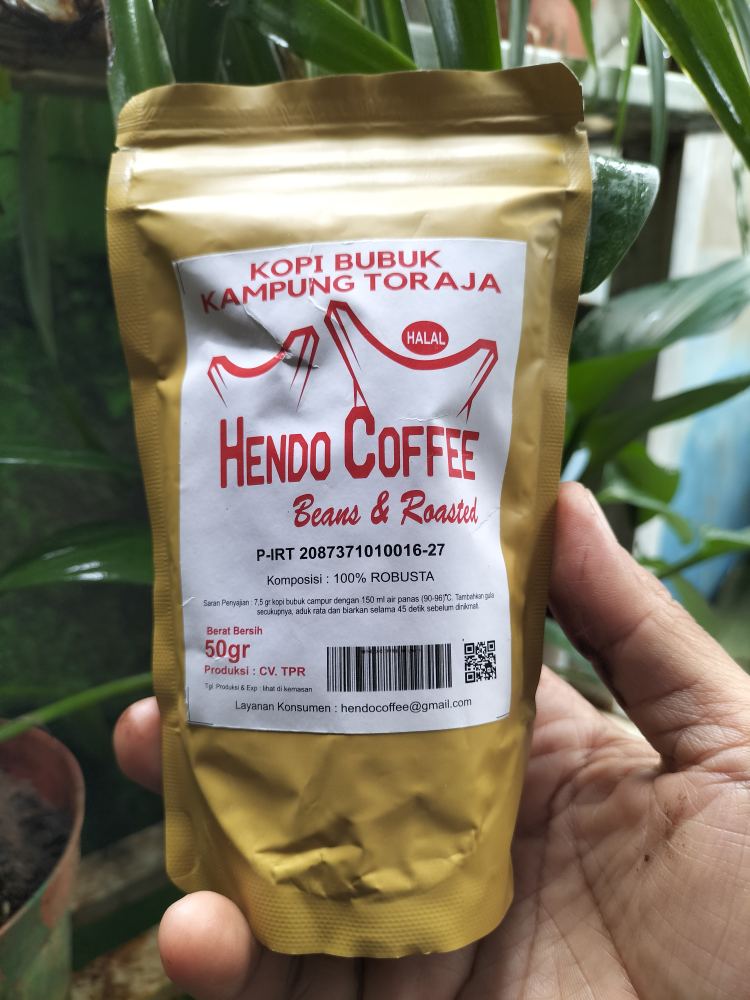 KOPI BUBUK
KAMPUNG TORAJA
HALAL
HENDO COFFEE
Beans & Roasted
P-IRT 2087371010016-27
Komposisi : 100% ROBUSTA
Saran Penyajian : 7,5 gr kopi bubuk campur dengan 150 ml air panas (90-96)°C. Tambahkan gula
secukupnya, aduk rata dan biarkan selama 45 detik sebelum dinikmati.
Berat Bersih
50gr
Produksi : CV. TPR
Tgl. Produksi & Exp : lihat di kemasan
Layanan Konsumen : hendocoffee@gmail.com